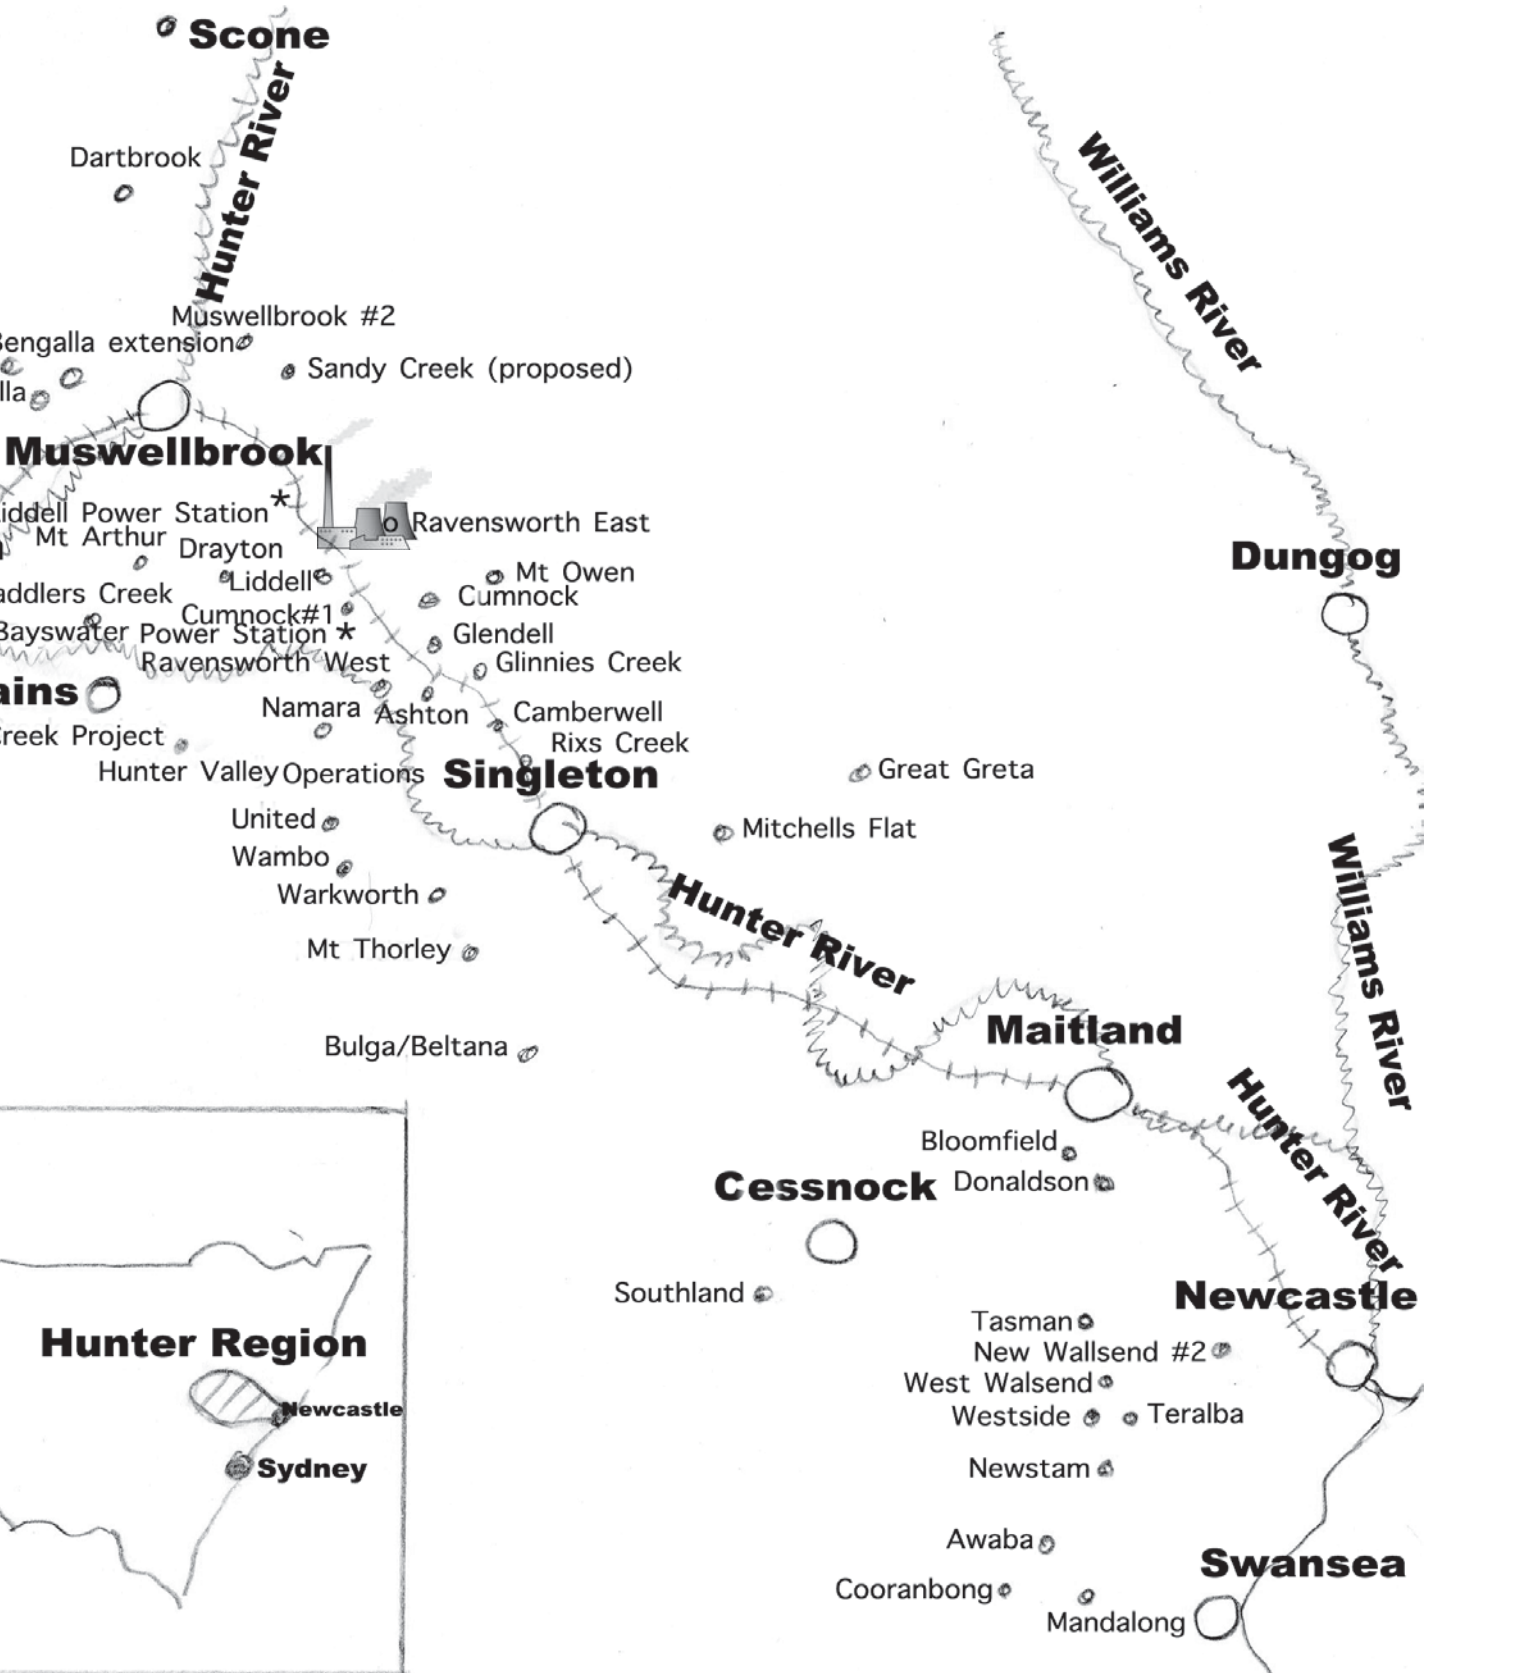 Scone
Hunter River
Williams River
Dartbrook
Muswellbrook #2
Bengalla extension
Sandy Creek (proposed)
lla
Muswellbrook
iddell Power Station*
Ravensworth East
Mt Arthur
Drayton
Dungog
Liddell
Mt Owen
addlers Creek
Cumnock
Cumnock#1
Bayswater Power Station *
Glendell
Ravensworth West
Glinnies Creek
ains
Namara
Ashton
Camberwell
reek Project
Rixs Creek
Hunter Valley Operations
Singleton
Great Greta
United
Mitchells Flat
Wambo
Warkworth
Hunter River
Williams River
Mt Thorley
Maitland
Bulga/Beltana
Hunter River
Bloomfield
Cessnock
Donaldson
Southland
Newcastle
Tasman
New Wallsend #2
Hunter Region
West Walsend
Newcastle
Westside
Teralba
Sydney
Newstam
Awaba
Swansea
Cooranbong
Mandalong